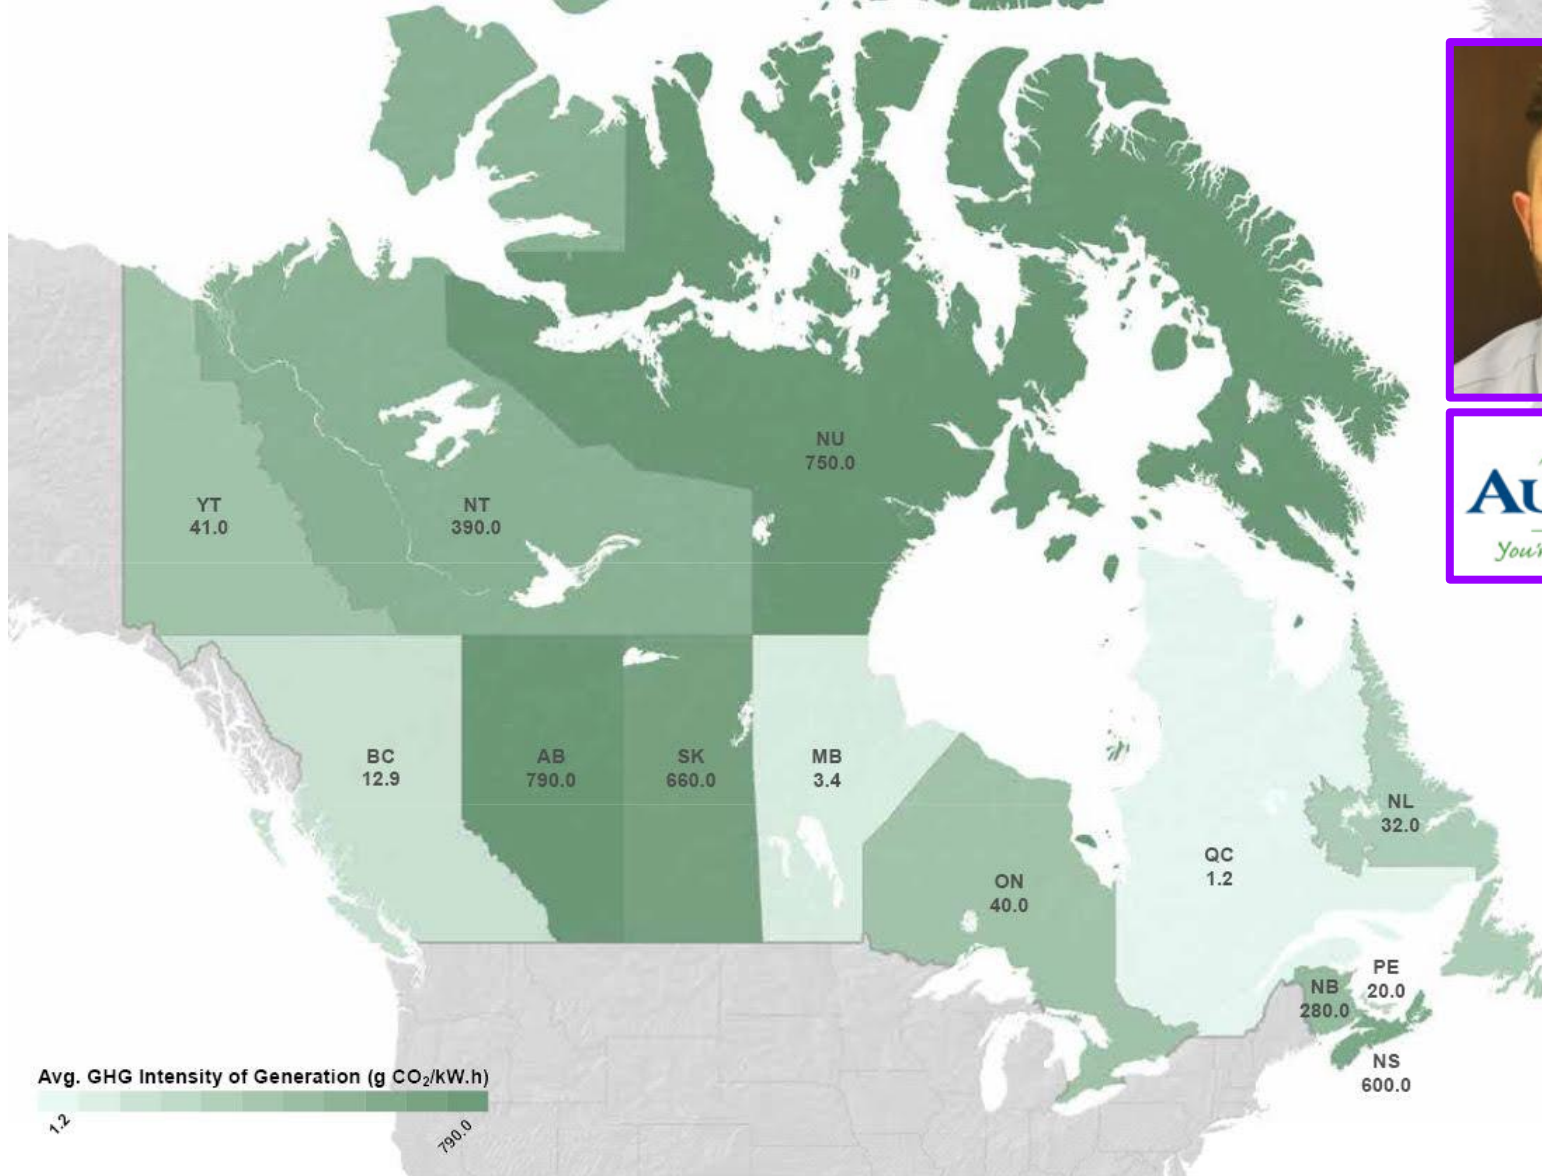 NU
750.0
YT
41.0
NT
390.0
BC
12.9
AB
790.0
SK
660.0
MB
3.4
NL
32.0
QC
1.2
ON
40.0
PE
20.0
NB
280.0
NS
600.0
Avg. GHG Intensity of Generation (g CO₂/kW.h)
1.2
790.0